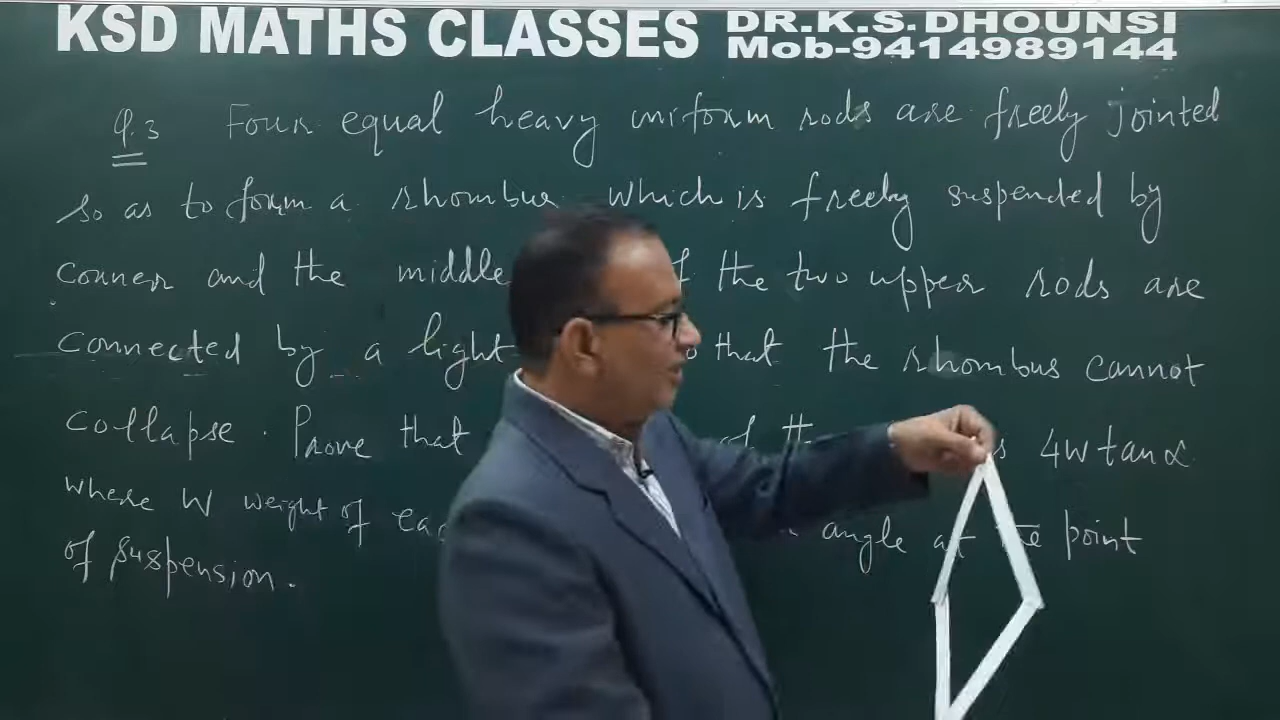 KSD MATHS CLASSES DR.K.S.DHOUNSI
Mob-9414989144
Q.3 Four equal heavy uniform rods are freely jointed
so as to form a rhombus which is freely suspended by
corner and the middle the two upper rods are
connected by a light that the rhombus cannot
collapse. Prove that of 4W tanα
where W weight of angle at the point
of suspension.